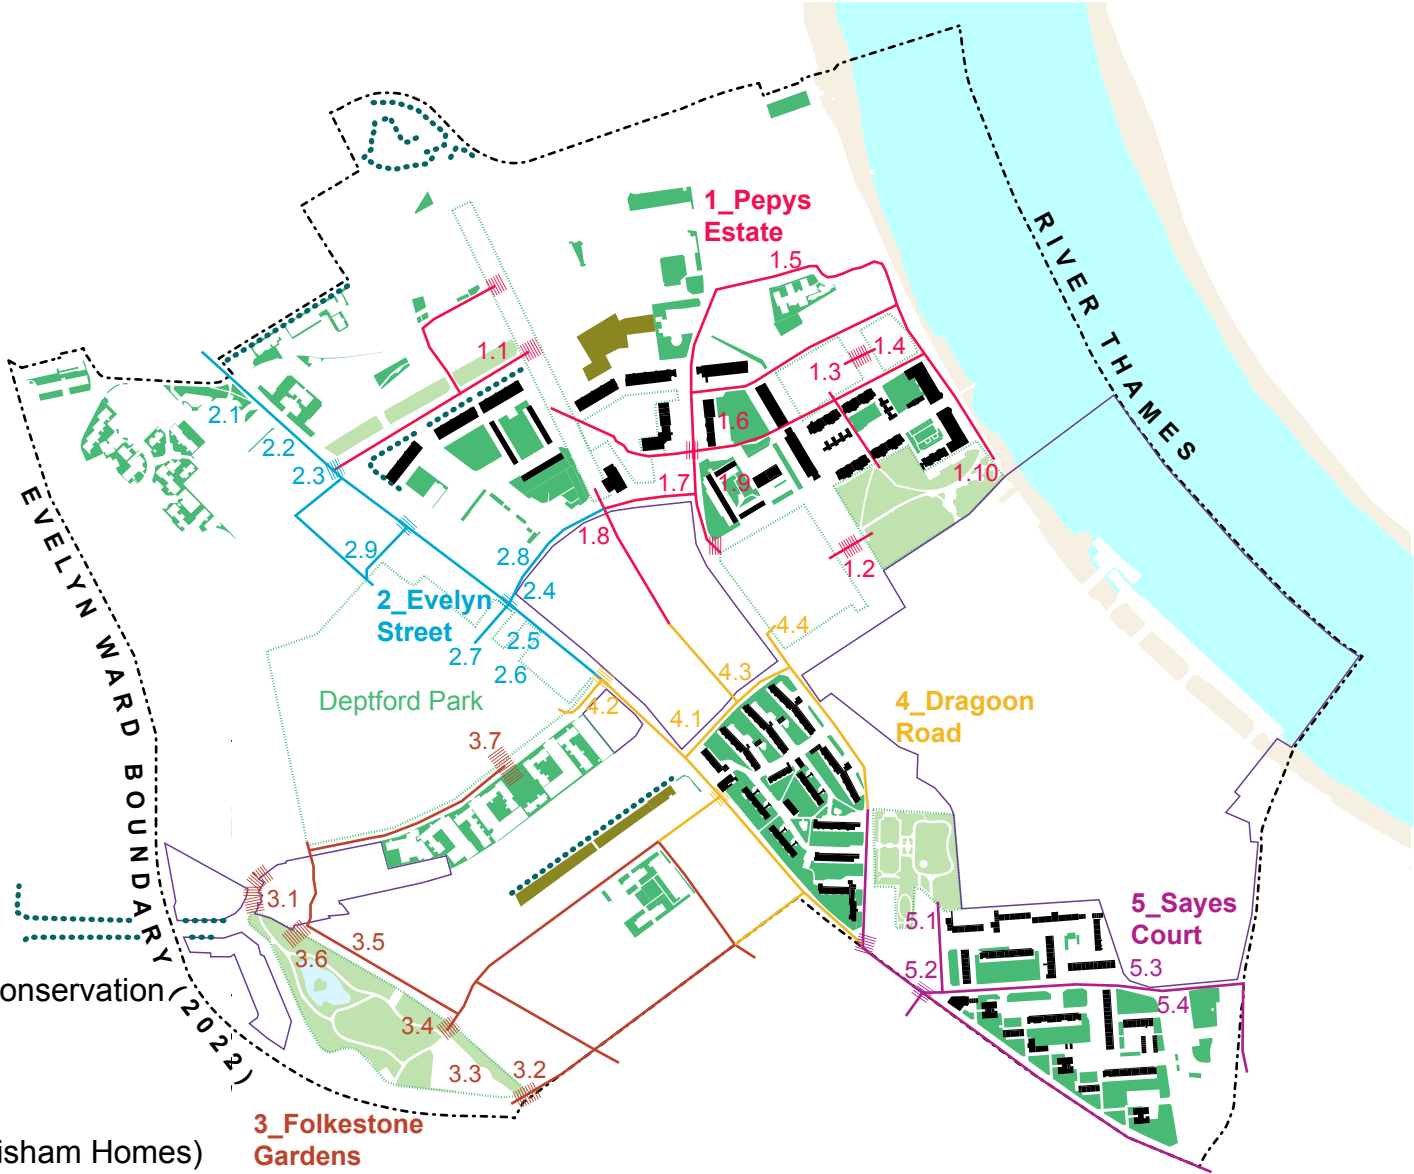 1_Pepys
Estate
1.5
RIVER THAMES
1.1
1.4
1.3
2.1
1.6
2.2
2.3
1.10
1.7
1.9
EVELYN WARD BOUNDARY (2022)
1.8
2.9
2.8
1.2
2.4
2_Evelyn
Street
2.5
4.4
2.7
2.6
4.3
Deptford Park
4.2
4_Dragoon
Road
4.1
3.7
3.1
5_Sayes
Court
5.1
3.5
3.6
5.2
5.3
onservation
5.4
3.4
3.3
3.2
3_Folkestone
Gardens
isham Homes)